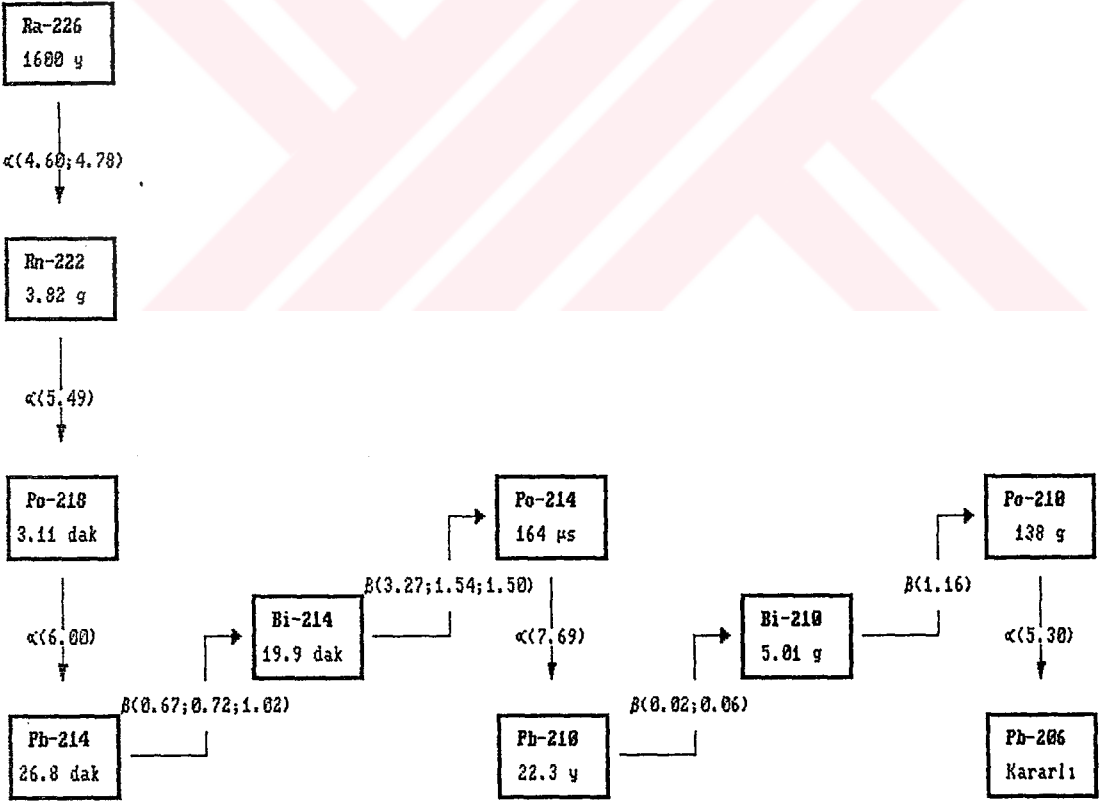 Ra-226
1600 y
α(4.60;4.78)
Rn-222
3.82 g
α(5.49)
Po-218
3.11 dak
α(6.00)
Pb-214
26.8 dak
β(0.67;0.72;1.02)
Bi-214
19.9 dak
β(3.27;1.54;1.50)
Po-214
164 µs
α(7.69)
Pb-210
22.3 y
β(0.02;0.06)
Bi-210
5.01 g
β(1.16)
Po-210
138 g
α(5.30)
Pb-206
Kararlı